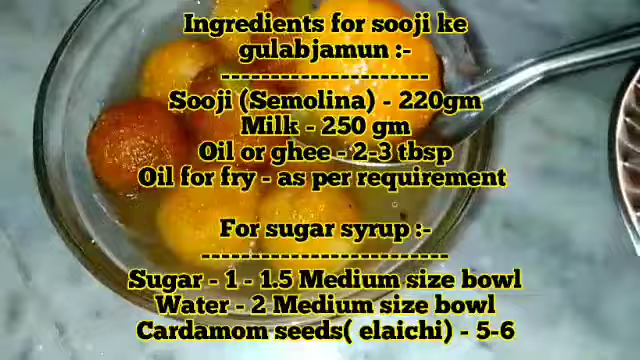 Ingredients for sooji ke
gulabjamun :-
---------------------
Sooji (Semolina) - 220gm
Milk - 250 gm
Oil or ghee - 2-3 tbsp
Oil for fry - as per requirement
For sugar syrup :-
-------------------------
Sugar - 1 - 1.5 Medium size bowl
Water - 2 Medium size bowl
Cardamom seeds( elaichi) - 5-6